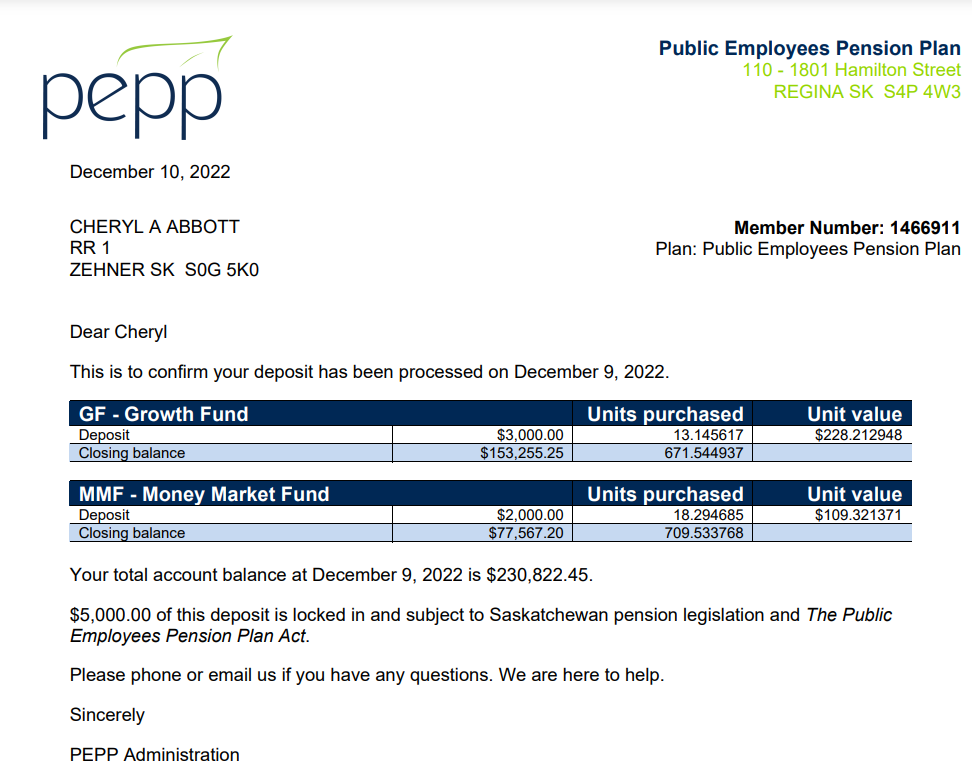 pepp
Public Employees Pension Plan
110 - 1801 Hamilton Street
REGINA SK  S4P 4W3
December 10, 2022
CHERYL A ABBOTT
RR 1
ZEHNER SK  S0G 5K0
Member Number: 1466911
Plan: Public Employees Pension Plan
Dear Cheryl
This is to confirm your deposit has been processed on December 9, 2022.
GF - Growth Fund Units purchased Unit value
Deposit $3,000.00 13.145617 $228.212948
Closing balance $153,255.25 671.544937
MMF - Money Market Fund Units purchased Unit value
Deposit $2,000.00 18.294685 $109.321371
Closing balance $77,567.20 709.533768
Your total account balance at December 9, 2022 is $230,822.45.
$5,000.00 of this deposit is locked in and subject to Saskatchewan pension legislation and The Public
Employees Pension Plan Act.
Please phone or email us if you have any questions. We are here to help.
Sincerely
PEPP Administration